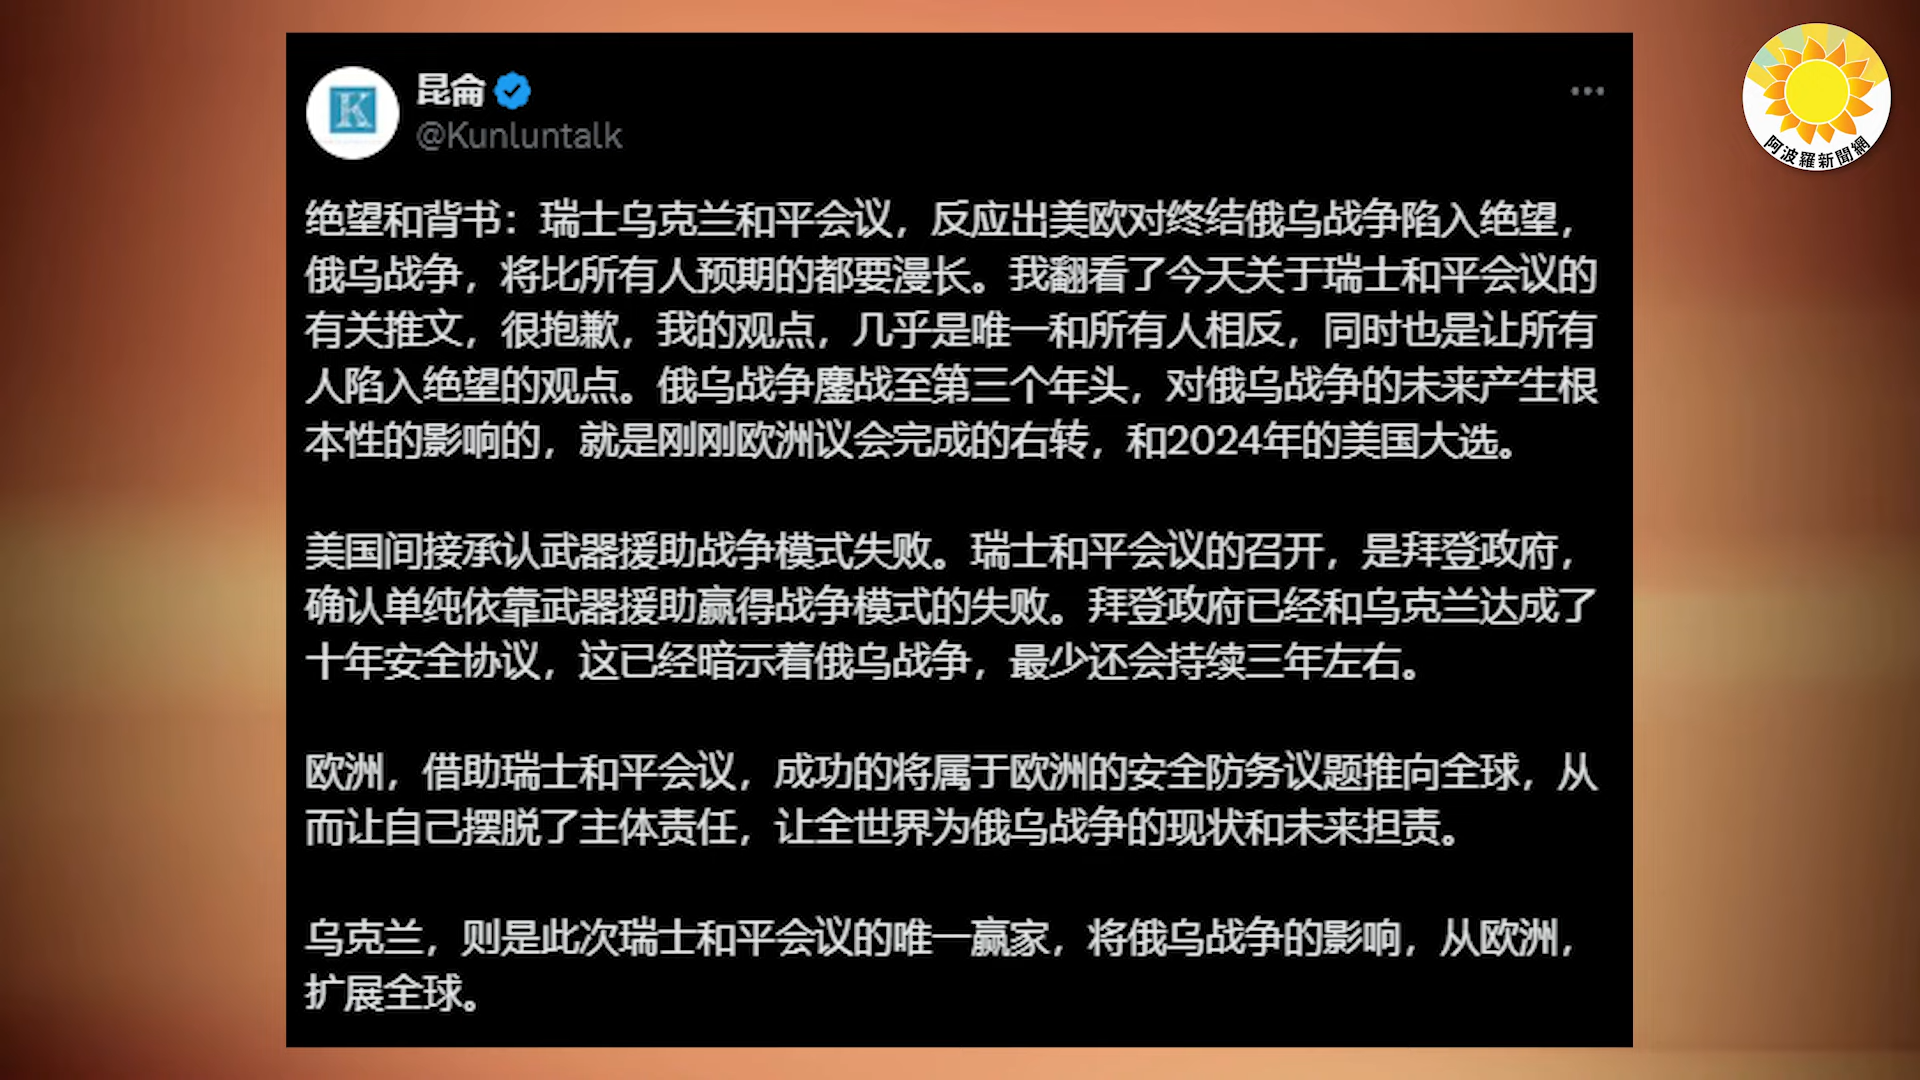 昆侖
@Kunluntalk
阿波羅新聞網
绝望和背书：瑞士乌克兰和平会议，反应出美欧对终结俄乌战争陷入绝望，
俄乌战争，将比所有人预期的都要漫长。我翻看了今天关于瑞士和平会议的
有关推文，很抱歉，我的观点，几乎是唯一和所有人相反，同时也是让所有
人陷入绝望的观点。俄乌战争鏖战至第三个年头，对俄乌战争的未来产生根
本性的影响的，就是刚刚欧洲议会完成的右转，和2024年的美国大选。
美国间接承认武器援助战争模式失败。瑞士和平会议的召开，是拜登政府，
确认单纯依靠武器援助赢得战争模式的失败。拜登政府已经和乌克兰达成了
十年安全协议，这已经暗示着俄乌战争，最少还会持续三年左右。
欧洲，借助瑞士和平会议，成功的将属于欧洲的安全防务议题推向全球，从
而让自己摆脱了主体责任，让全世界为俄乌战争的现状和未来担责。
乌克兰，则是此次瑞士和平会议的唯一赢家，将俄乌战争的影响，从欧洲，
扩展全球。